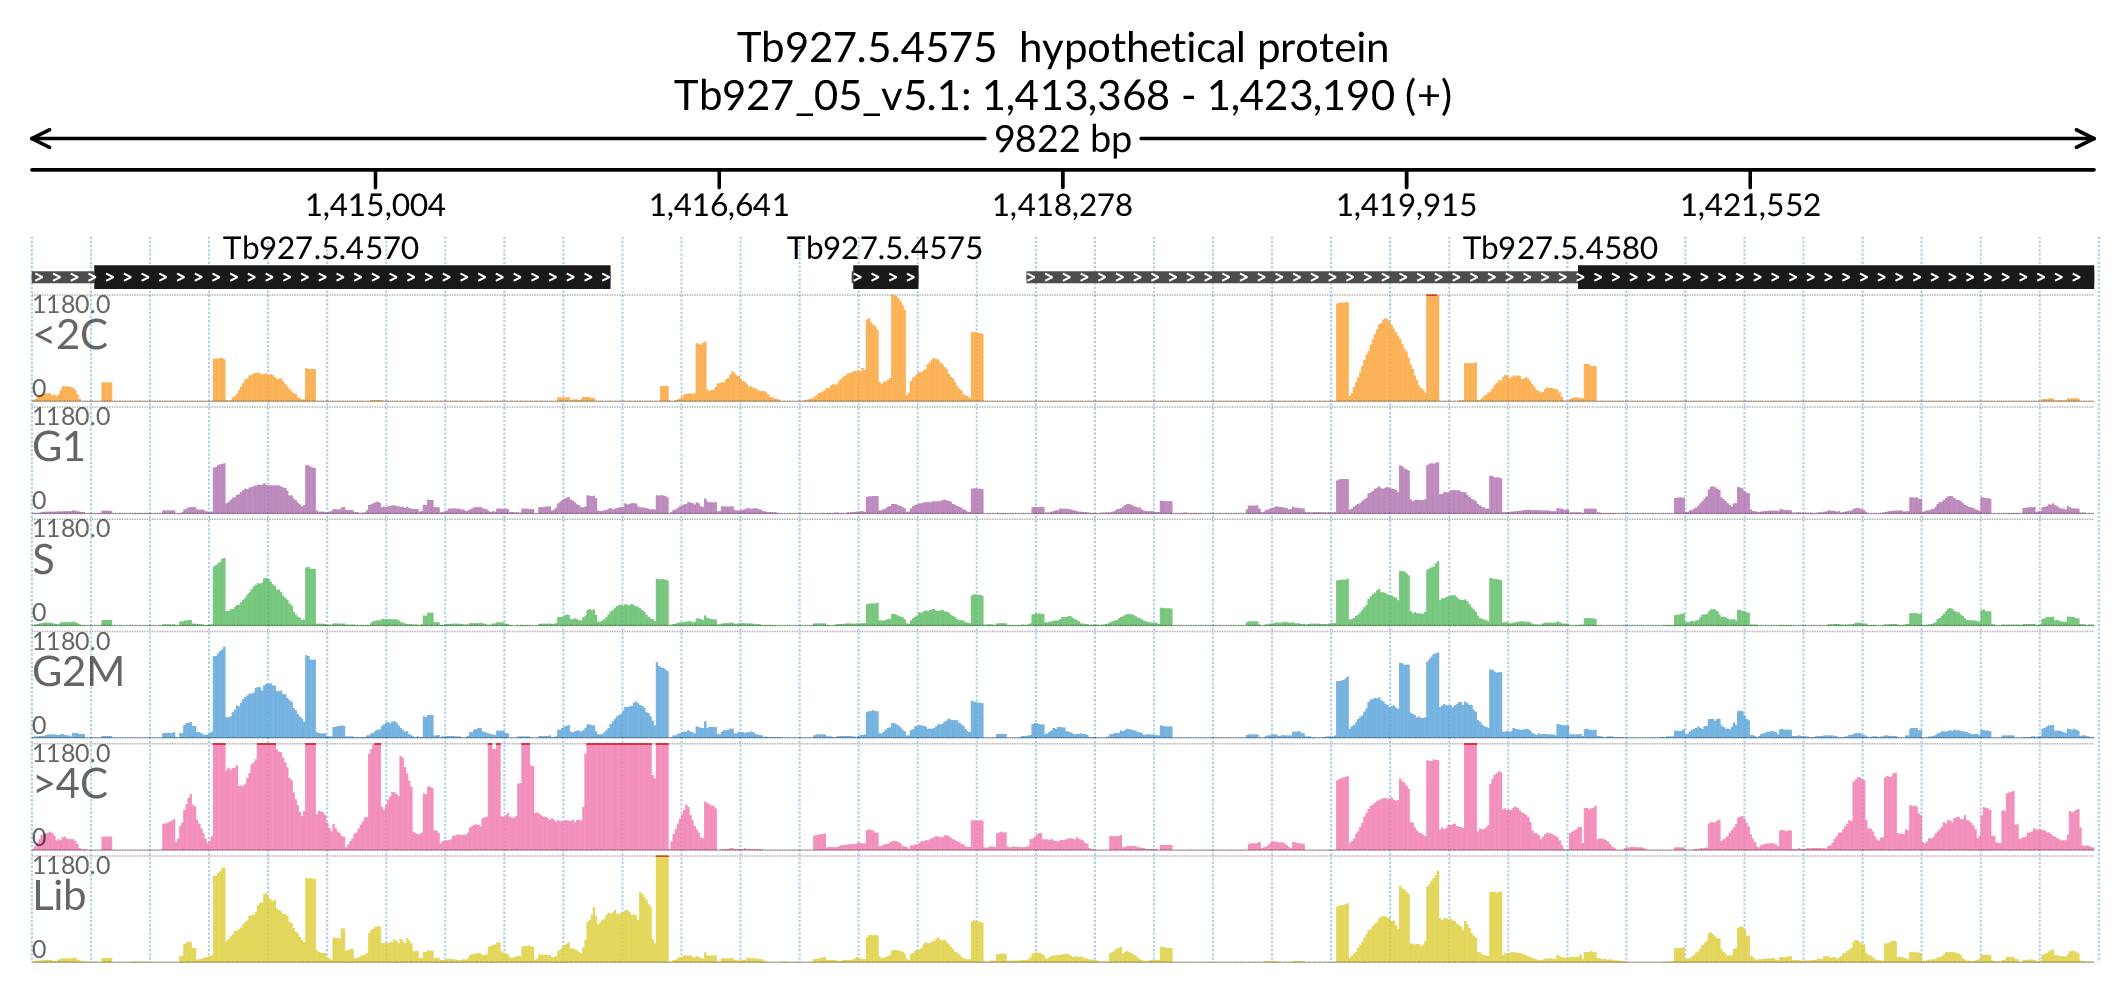 Tb927.5.4575  hypothetical protein
Tb927_05_v5.1: 1,413,368 - 1,423,190 (+)
9822 bp
1,415,004 1,416,641 1,418,278 1,419,915 1,421,552
Tb927.5.4570 Tb927.5.4575 Tb927.5.4580
1180.0
<2C
0
1180.0
G1
0
1180.0
S
0
1180.0
G2M
0
1180.0
>4C
0
1180.0
Lib
0